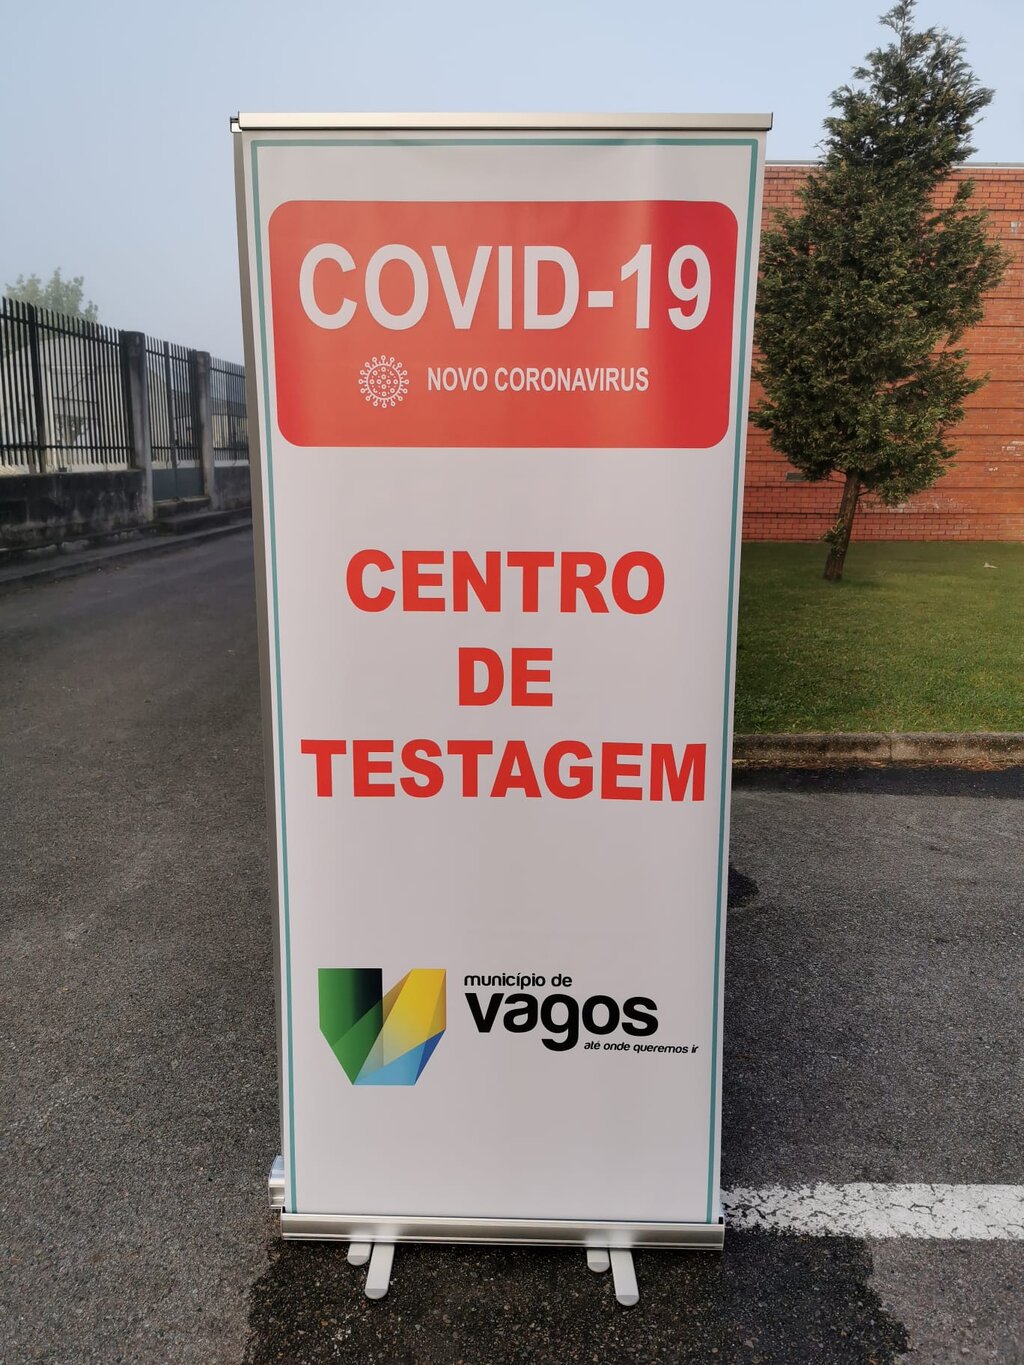 COVID-19
NOVO CORONAVIRUS
CENTRO
DE
TESTAGEM
município de
vagos
até onde queremos ir